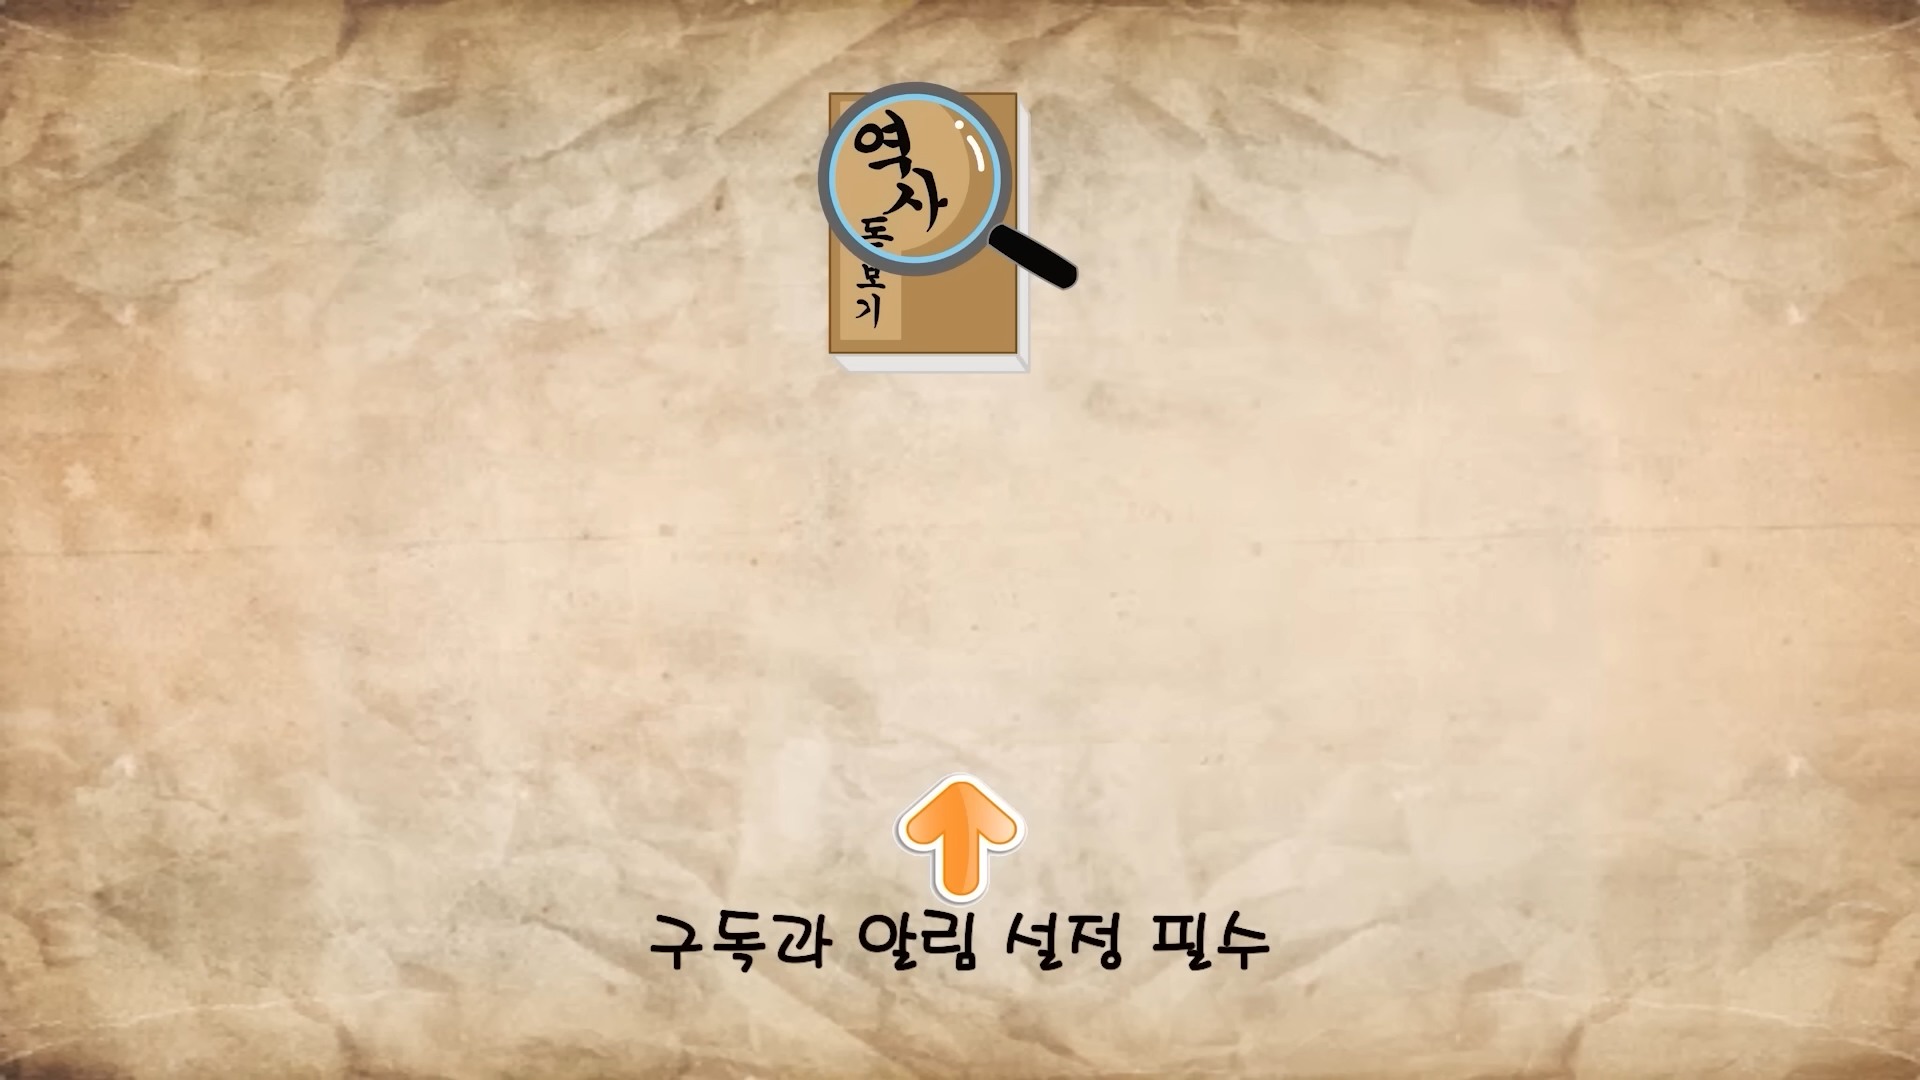 역사
돋보기
구독과 알림 설정 필수